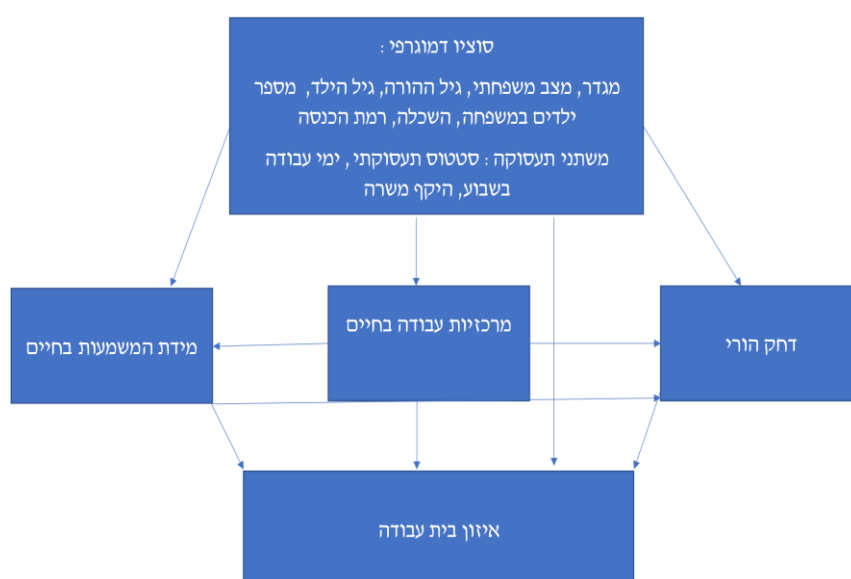 סוציו דמוגרפי :
מגדר, מצב משפחתי, גיל ההורה, גיל הילד, מספר
ילדים במשפחה, השכלה, רמת הכנסה
משתני תעסוקה : סטטוס תעסוקתי, ימי עבודה
בשבוע, היקף משרה
מידת המשמעות בחיים
מרכזיות עבודה בחיים
דחק הורי
איזון בית עבודה